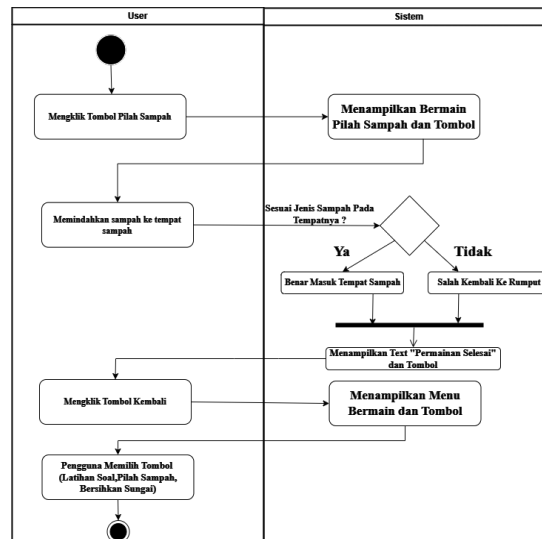 User
Sistem
Mengklik Tombol Pilah Sampah
Menampilkan Bermain
Pilah Sampah dan Tombol
Memindahkan sampah ke tempat
sampah
Sesuai Jenis Sampah Pada
Tempatnya ?
Ya
Tidak
Benar Masuk Tempat Sampah
Salah Kembali Ke Rumput
Menampilkan Text "Permainan Selesai"
dan Tombol
Mengklik Tombol Kembali
Menampilkan Menu
Bermain dan Tombol
Pengguna Memilih Tombol
(Latihan Soal,Pilah Sampah,
Bersihkan Sungai)